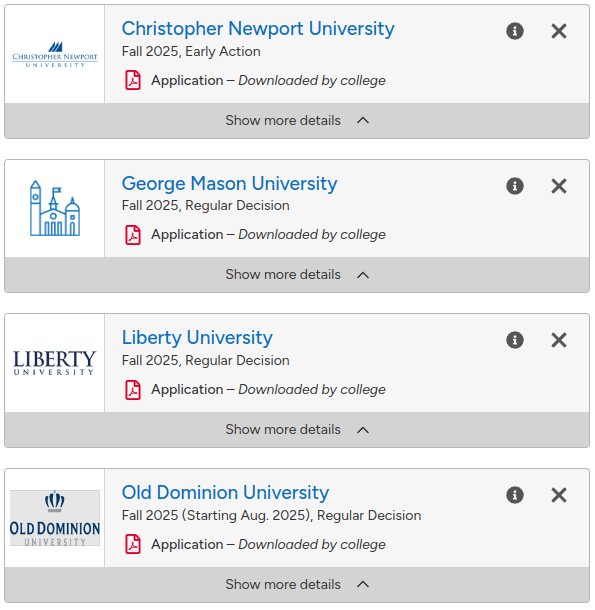 CHRISTOPHER NEWPORT
UNIVERSITY
Christopher Newport University
Fall 2025, Early Action
Application – Downloaded by college
Show more details
George Mason University
Fall 2025, Regular Decision
Application – Downloaded by college
Show more details
LIBERTY
UNIVERSITY
Liberty University
Fall 2025, Regular Decision
Application – Downloaded by college
Show more details
OLD DOMINION
UNIVERSITY
Old Dominion University
Fall 2025 (Starting Aug. 2025), Regular Decision
Application – Downloaded by college
Show more details